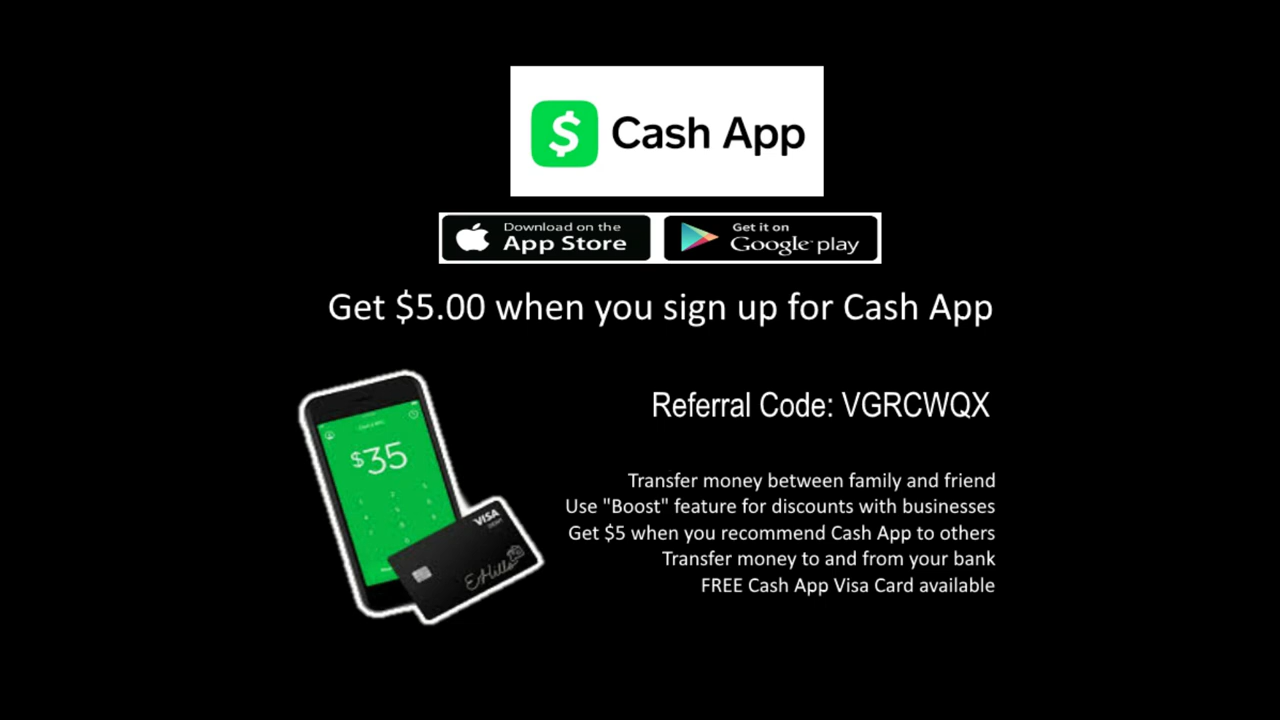 $ Cash App
Download on the
App Store
Get it on
Google play
Get $5.00 when you sign up for Cash App
Referral Code: VGRCWQX
$35
VISA
DEBIT
Transfer money between family and friend
Use "Boost" feature for discounts with businesses
Get $5 when you recommend Cash App to others
Transfer money to and from your bank
FREE Cash App Visa Card available